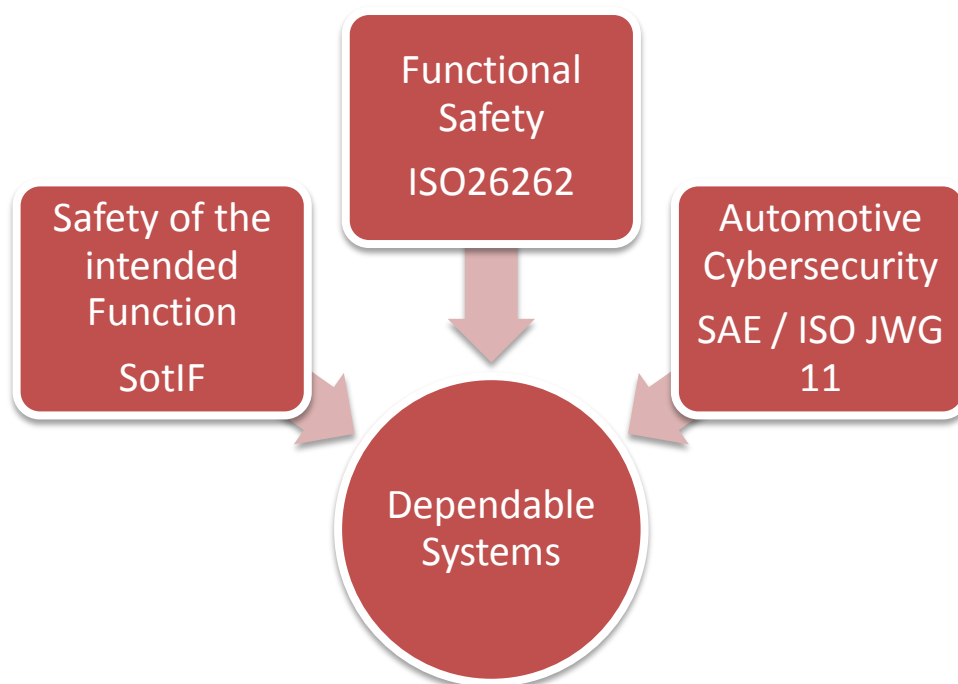 Functional
Safety
ISO26262
Safety of the
intended
Function
SotIF
Automotive
Cybersecurity
SAE / ISO JWG
11
Dependable
Systems